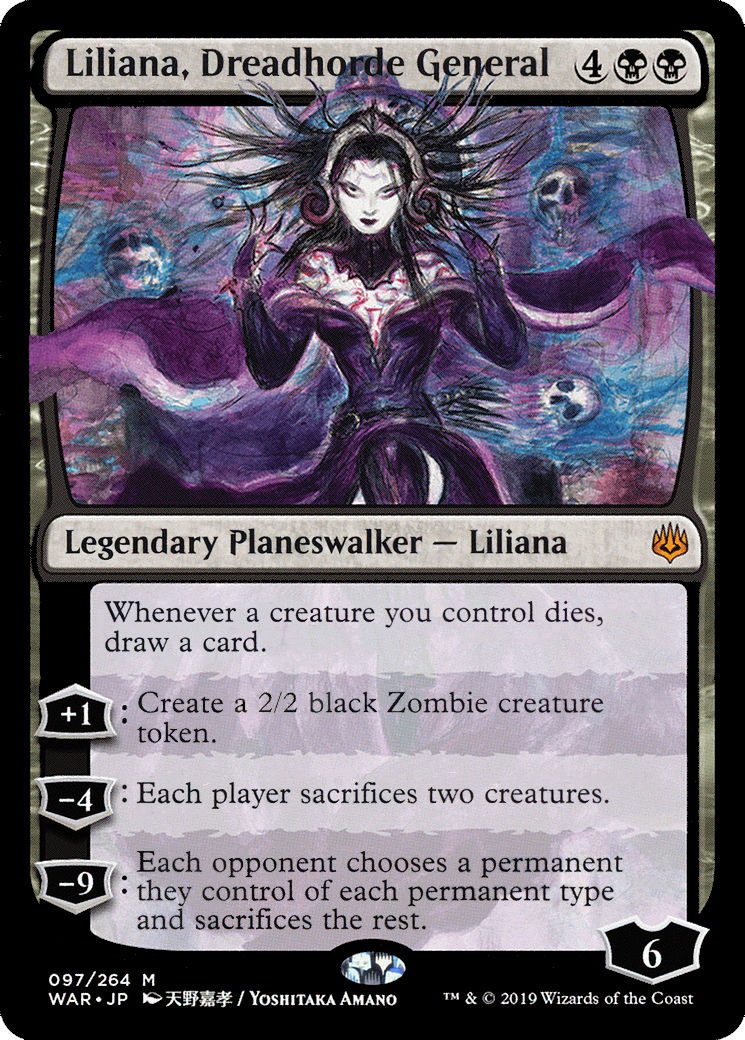 Liliana, Dreadhorde General 4
Legendary Planeswalker — Liliana
Whenever a creature you control dies,
draw a card.
+1 : Create a 2/2 black Zombie creature
token.
−4 : Each player sacrifices two creatures.
−9 : Each opponent chooses a permanent
they control of each permanent type
and sacrifices the rest.
6
097/264 M
WAR • JP 天野嘉孝 / Yoshitaka Amano
™ & © 2019 Wizards of the Coast